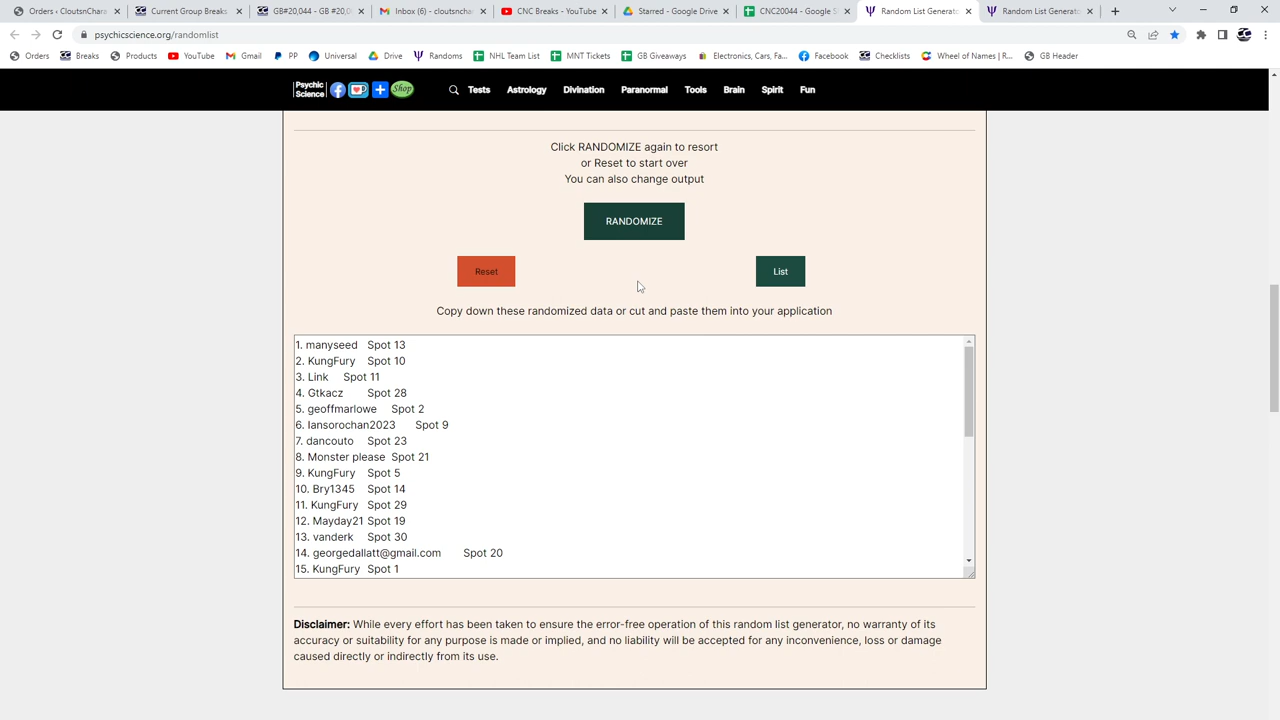 Orders ‹ CloutsnChara
Current Group Breaks
GB#20,044 - GB #20,09
Inbox (6) - cloutsnchar
CNC Breaks - YouTube
Starred - Google Drive
CNC20044 - Google S
Random List Generato
Random List Generato
psychicscience.org/randomlist
Orders
Breaks
Products
YouTube
Gmail
PP
Universal
Drive
Randoms
NHL Team List
MNT Tickets
GB Giveaways
Electronics, Cars, Fa...
Facebook
Checklists
Wheel of Names | R...
GB Header
Psychic
Science
Shop
Tests
Astrology
Divination
Paranormal
Tools
Brain
Spirit
Fun
Click RANDOMIZE again to resort
or Reset to start over
You can also change output
RANDOMIZE
Reset
List
Copy down these randomized data or cut and paste them into your application
1. manyseed Spot 13
2. KungFury Spot 10
3. Link Spot 11
4. Gtkacz Spot 28
5. geoffmarlowe Spot 2
6. Iansorochan2023 Spot 9
7. dancouto Spot 23
8. Monster please Spot 21
9. KungFury Spot 5
10. Bry1345 Spot 14
11. KungFury Spot 29
12. Mayday21 Spot 19
13. vanderk Spot 30
14. georgedallatt@gmail.com Spot 20
15. KungFury Spot 1
Disclaimer: While every effort has been taken to ensure the error-free operation of this random list generator, no warranty of its
accuracy or suitability for any purpose is made or implied, and no liability will be accepted for any inconvenience, loss or damage
caused directly or indirectly from its use.